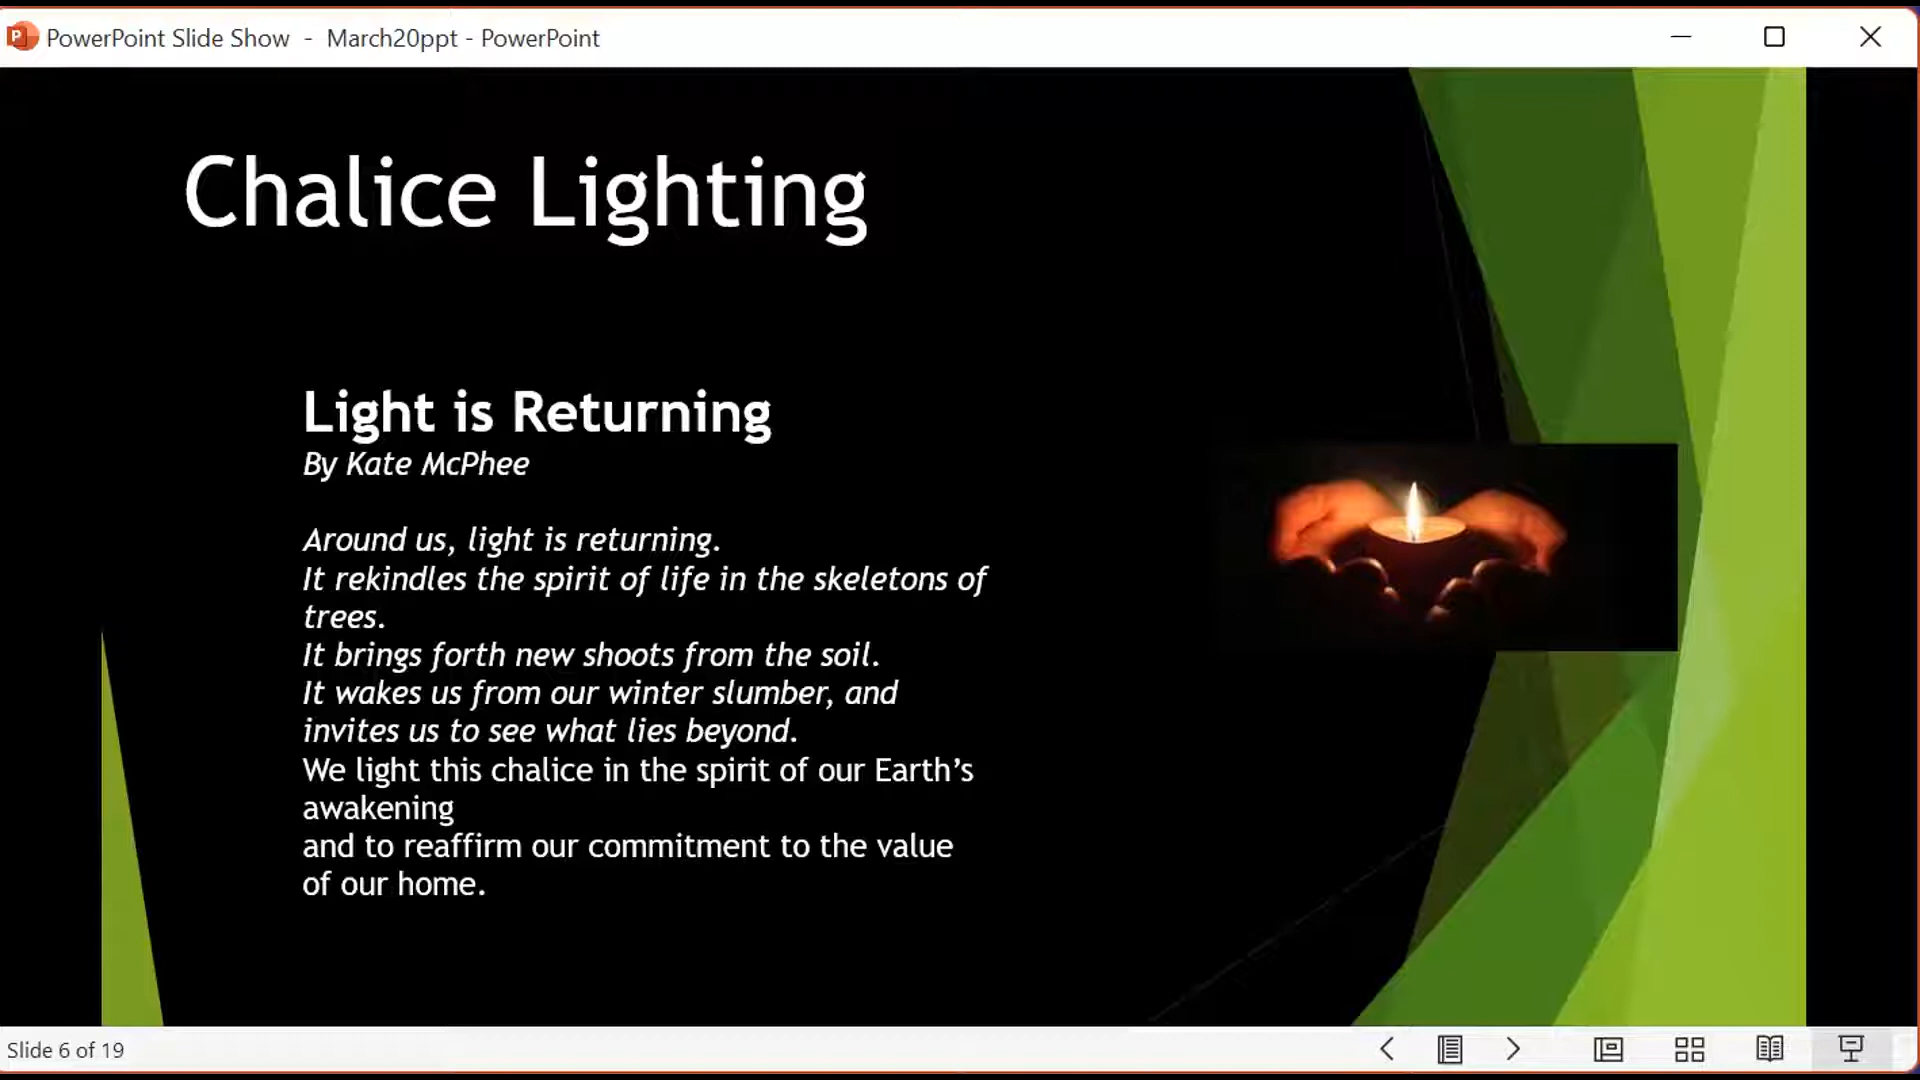 PowerPoint Slide Show - March20ppt - PowerPoint
Chalice Lighting
Light is Returning
By Kate McPhee
Around us, light is returning.
It rekindles the spirit of life in the skeletons of
trees.
It brings forth new shoots from the soil.
It wakes us from our winter slumber, and
invites us to see what lies beyond.
We light this chalice in the spirit of our Earth’s
awakening
and to reaffirm our commitment to the value
of our home.
Slide 6 of 19